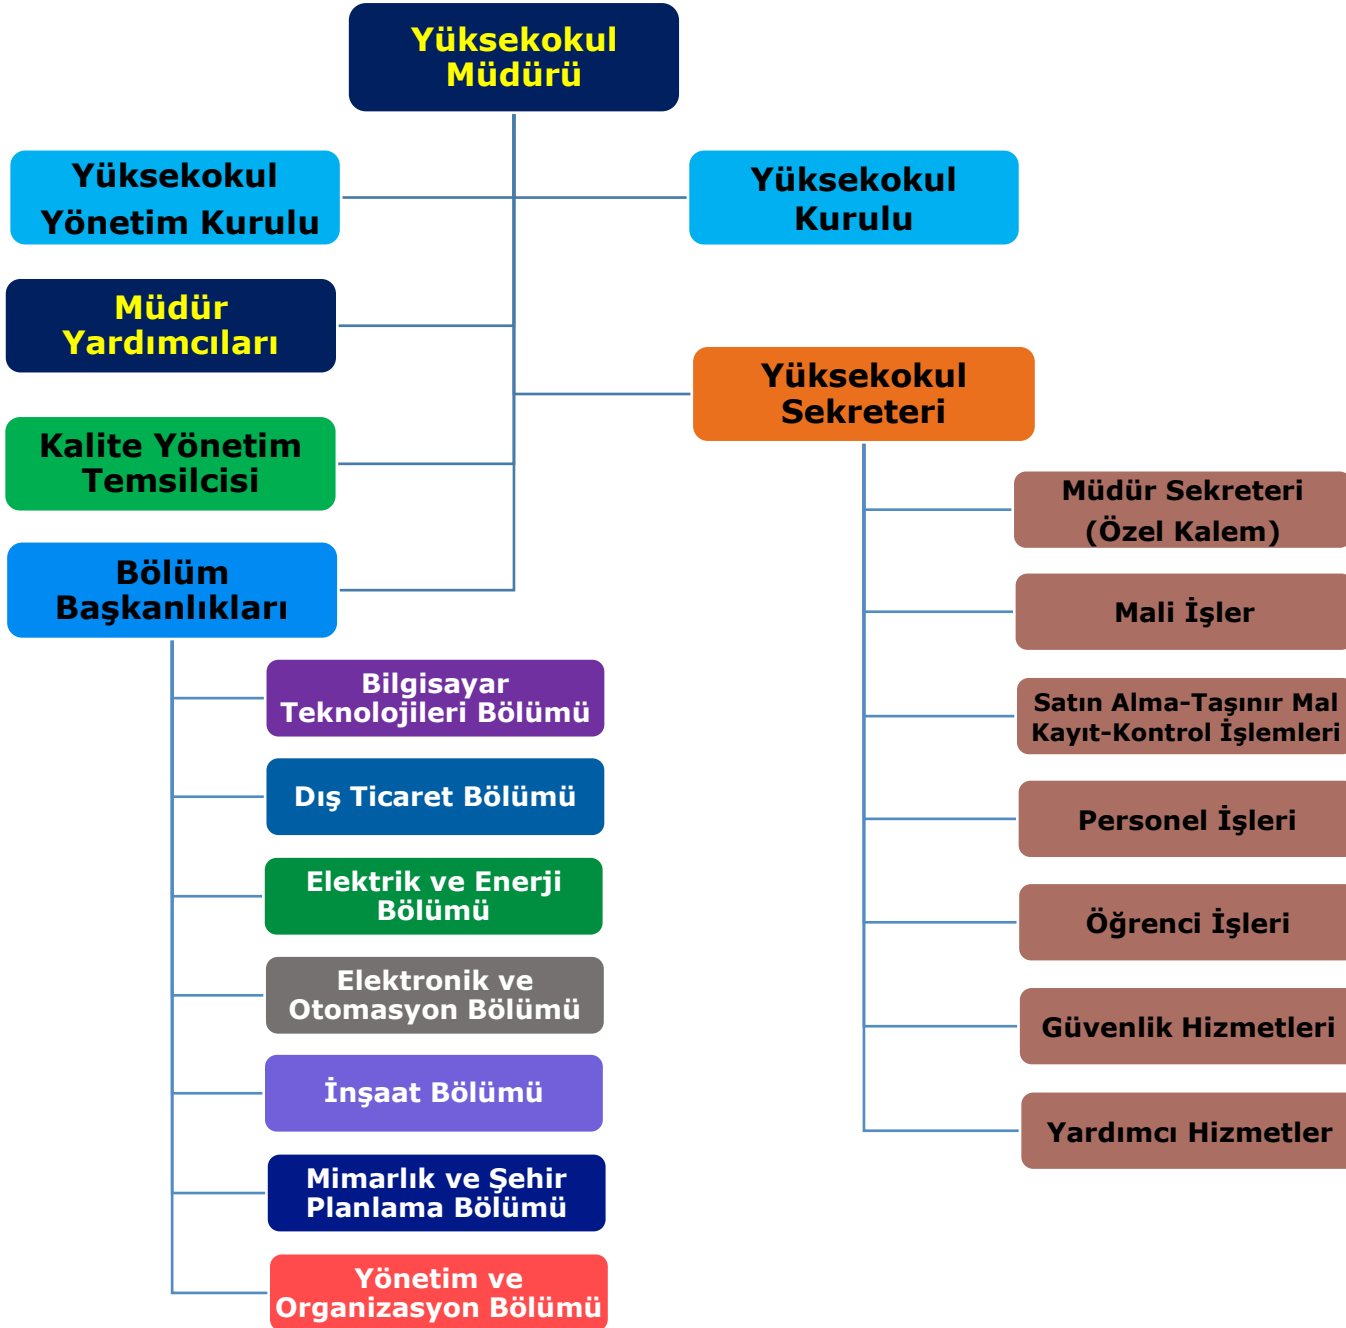 Yüksekokul
Müdürü
Yüksekokul
Yönetim Kurulu
Yüksekokul
Kurulu
Müdür
Yardımcıları
Yüksekokul
Sekreteri
Kalite Yönetim
Temsilcisi
Bölüm
Başkanlıkları
Bilgisayar
Teknolojileri Bölümü
Dış Ticaret Bölümü
Elektrik ve Enerji
Bölümü
Elektronik ve
Otomasyon Bölümü
İnşaat Bölümü
Mimarlık ve Şehir
Planlama Bölümü
Yönetim ve
Organizasyon Bölümü
Müdür Sekreteri
(Özel Kalem)
Mali İşler
Satın Alma-Taşınır Mal
Kayıt-Kontrol İşlemleri
Personel İşleri
Öğrenci İşleri
Güvenlik Hizmetleri
Yardımcı Hizmetler